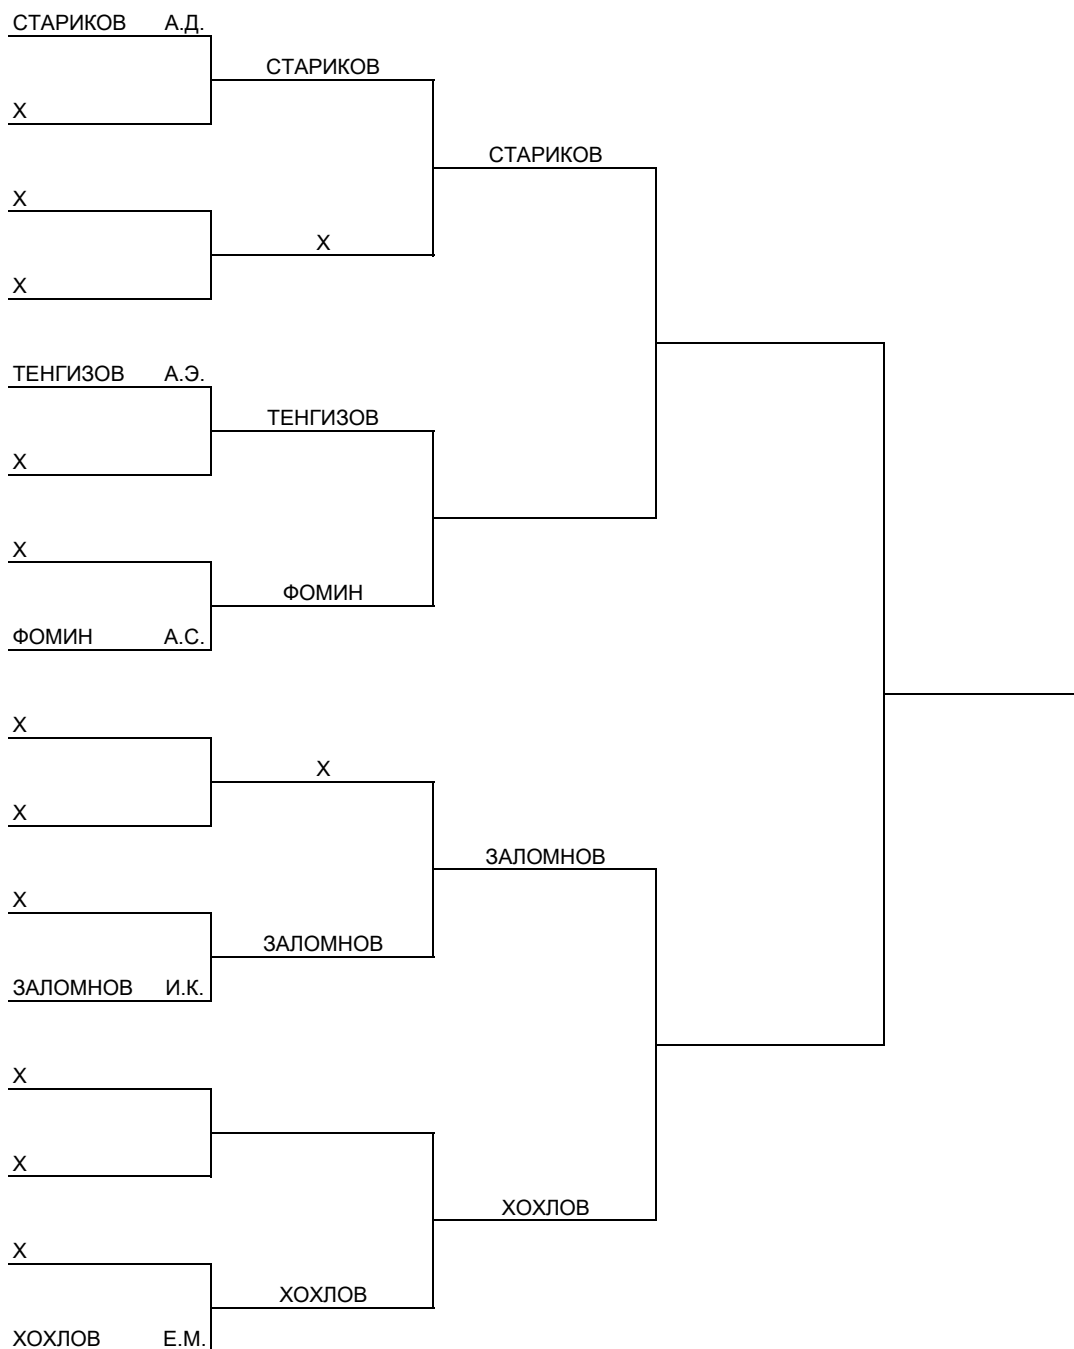 СТАРИКОВ А.Д.
СТАРИКОВ
X
СТАРИКОВ
X
X
X
ТЕНГИЗОВ А.Э.
ТЕНГИЗОВ
X
X
ФОМИН
ФОМИН А.С.
X
X
X
ЗАЛОМНОВ
X
ЗАЛОМНОВ
ЗАЛОМНОВ И.К.
X
X
ХОХЛОВ
X
ХОХЛОВ
ХОХЛОВ Е.М.